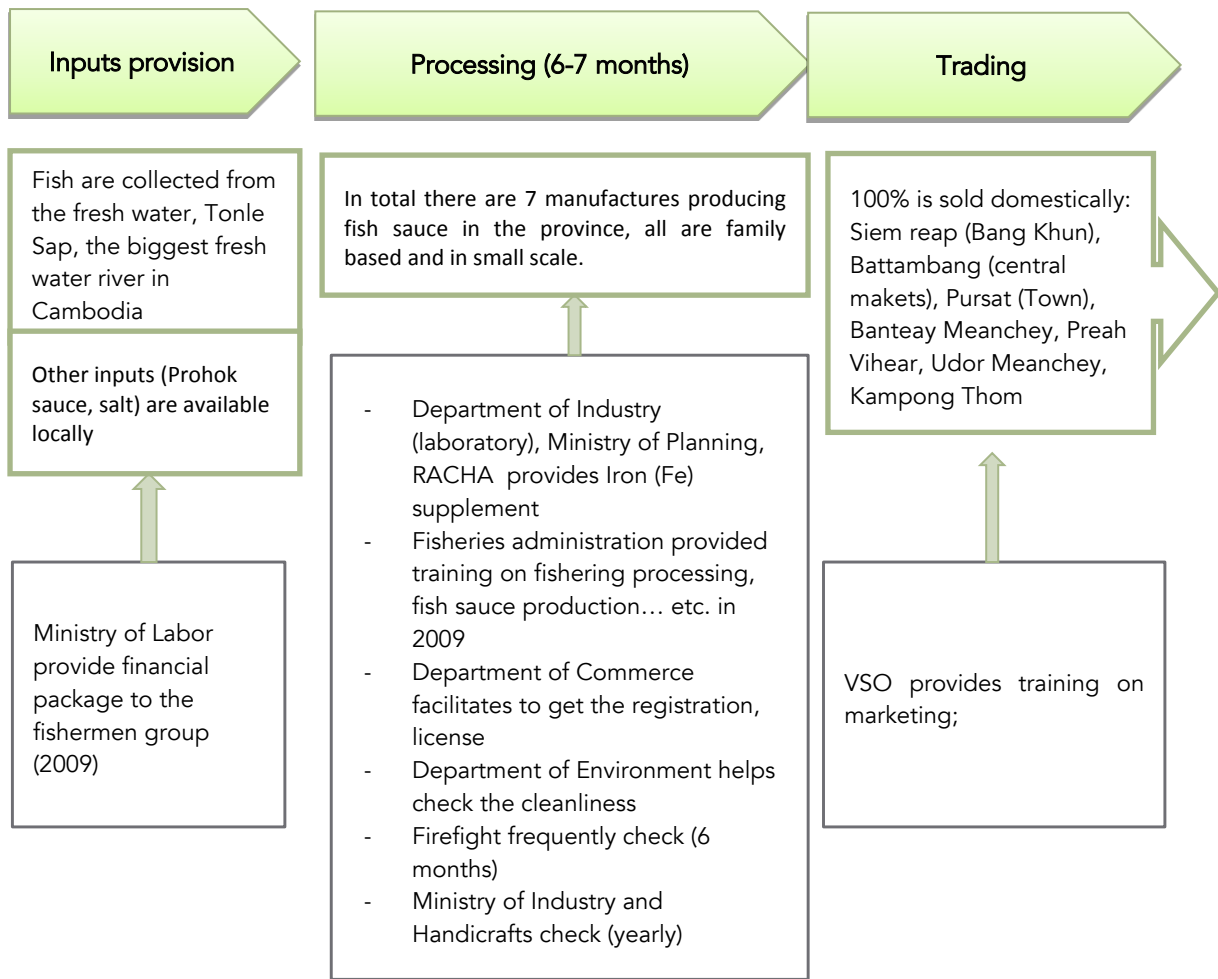 Inputs provision
Processing (6-7 months)
Trading
Fish are collected from
the fresh water, Tonle
Sap, the biggest fresh
water river in
Cambodia
Other inputs (Prohok
sauce, salt) are available
locally
Ministry of Labor
provide financial
package to the
fishermen group
(2009)
In total there are 7 manufactures producing
fish sauce in the province, all are family
based and in small scale.
- Department of Industry
(laboratory), Ministry of Planning,
RACHA provides Iron (Fe)
supplement
- Fisheries administration provided
training on fishering processing,
fish sauce production… etc. in
2009
- Department of Commerce
facilitates to get the registration,
license
- Department of Environment helps
check the cleanliness
- Firefight frequently check (6
months)
- Ministry of Industry and
Handicrafts check (yearly)
100% is sold domestically:
Siem reap (Bang Khun),
Battambang (central
makets), Pursat (Town),
Banteay Meanchey, Preah
Vihear, Udor Meanchey,
Kampong Thom
VSO provides training on
marketing;